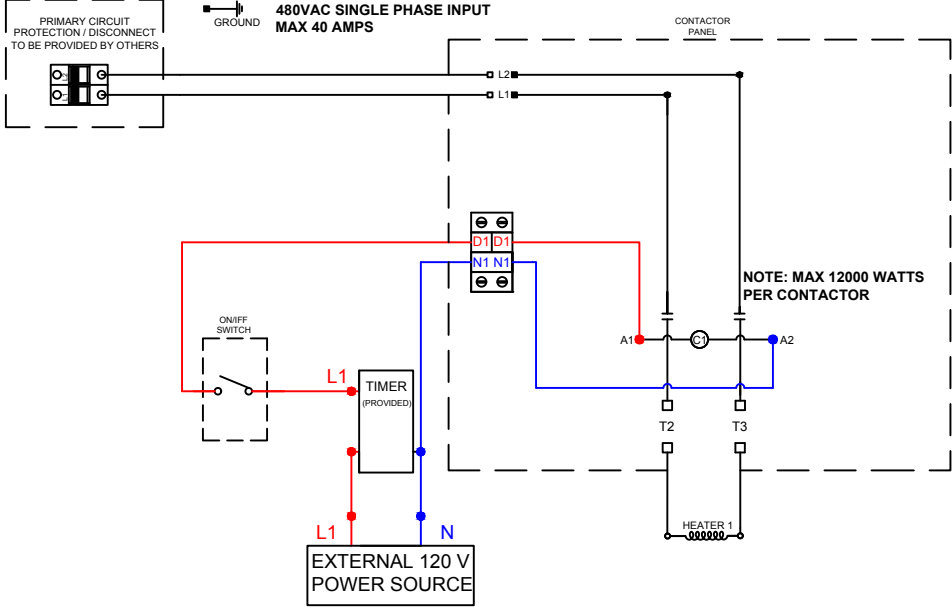 480VAC SINGLE PHASE INPUT
MAX 40 AMPS
GROUND
PRIMARY CIRCUIT
PROTECTION / DISCONNECT
TO BE PROVIDED BY OTHERS
CONTACTOR
PANEL
L2
L1
L2
L1
D1 D1
N1 N1
NOTE: MAX 12000 WATTS
PER CONTACTOR
ON/IFF
SWITCH
A1
C1
A2
L1
TIMER
(PROVIDED)
T2
T3
L1
N
HEATER 1
EXTERNAL 120 V
POWER SOURCE